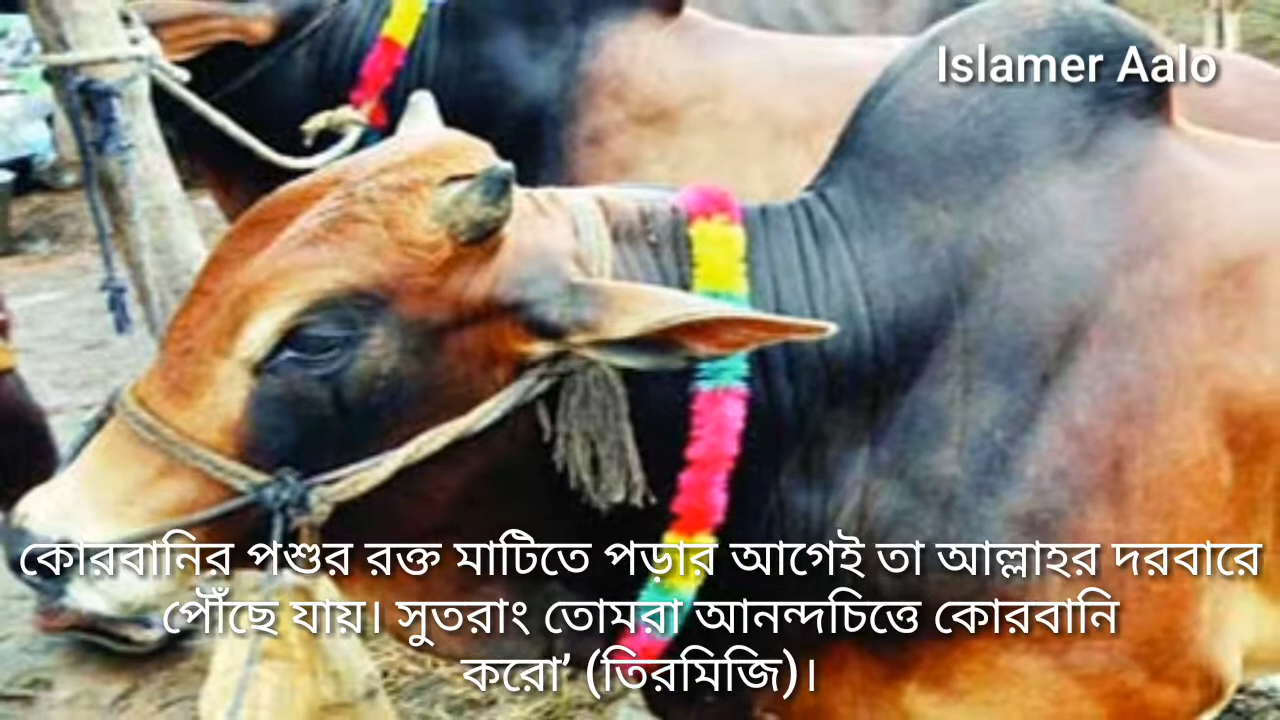 Islamer Aalo
কোরবানির পশুর রক্ত মাটিতে পড়ার আগেই তা আল্লাহর দরবারে
পৌঁছে যায়। সুতরাং তোমরা আনন্দচিত্তে কোরবানি
করো’ (তিরমিজি)।